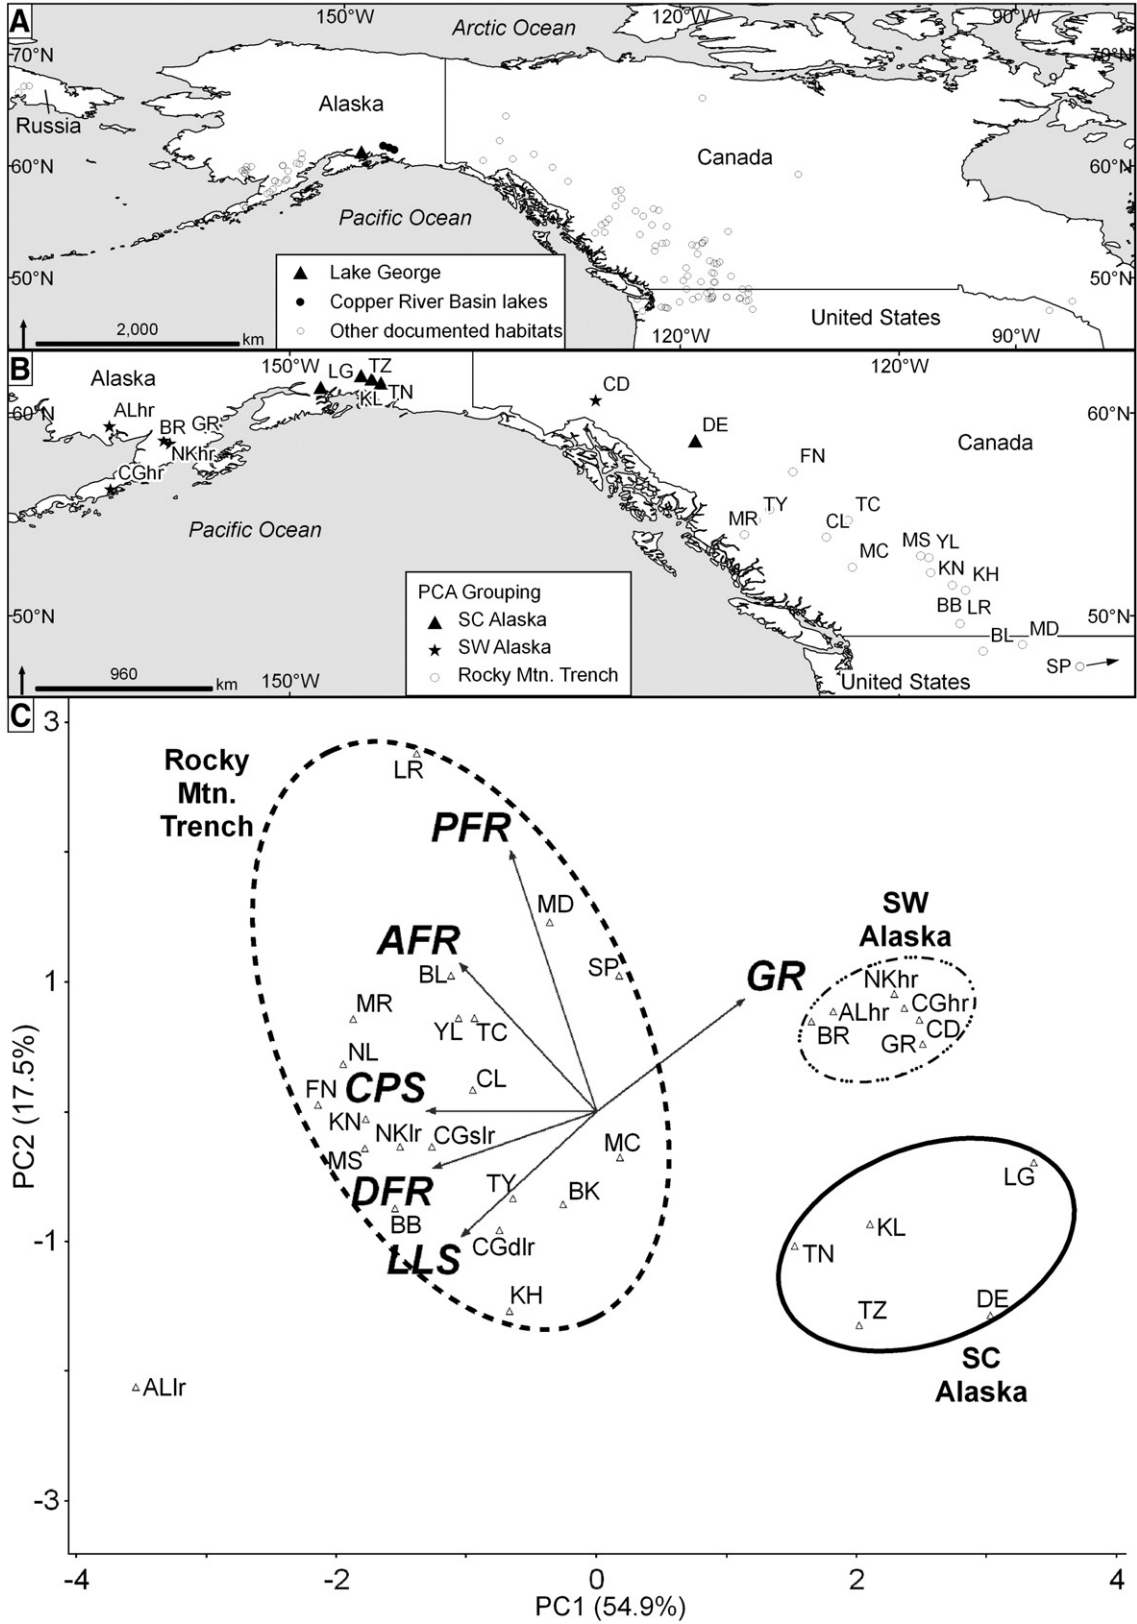 A
150°W
Arctic Ocean
120°W
90°W
70°N
70°N
Alaska
Russia
Canada
60°N
60°N
Pacific Ocean
50°N
50°N
Lake George
Copper River Basin lakes
Other documented habitats
United States
2,000
km
120°W
90°W
B
150°W
120°W
Alaska
LG
TZ
KL
TN
CD
60°N
60°N
ALhr
BR
GR
NKhr
DE
Canada
CGhr
FN
TY
MR
CL
TC
MC
MS
YL
KN
KH
Pacific Ocean
BB
LR
50°N
50°N
BL
MD
SP
PCA Grouping
SC Alaska
SW Alaska
Rocky Mtn. Trench
960
km
150°W
United States
C
3
1
-1
-3
PC2 (17.5%)
Rocky
Mtn.
Trench
LR
PFR
MD
AFR
BL
SP
GR
SW
Alaska
NKhr
ALhr
CGhr
BR
CD
GR
MR
YL
TC
NL
FN
CPS
CL
KN
NKlr
CGslr
MC
MS
DFR
TY
BK
BB
LLS
CGdlr
KH
LG
KL
TN
DE
TZ
SC
Alaska
ALlr
-4
-2
0
2
4
PC1 (54.9%)